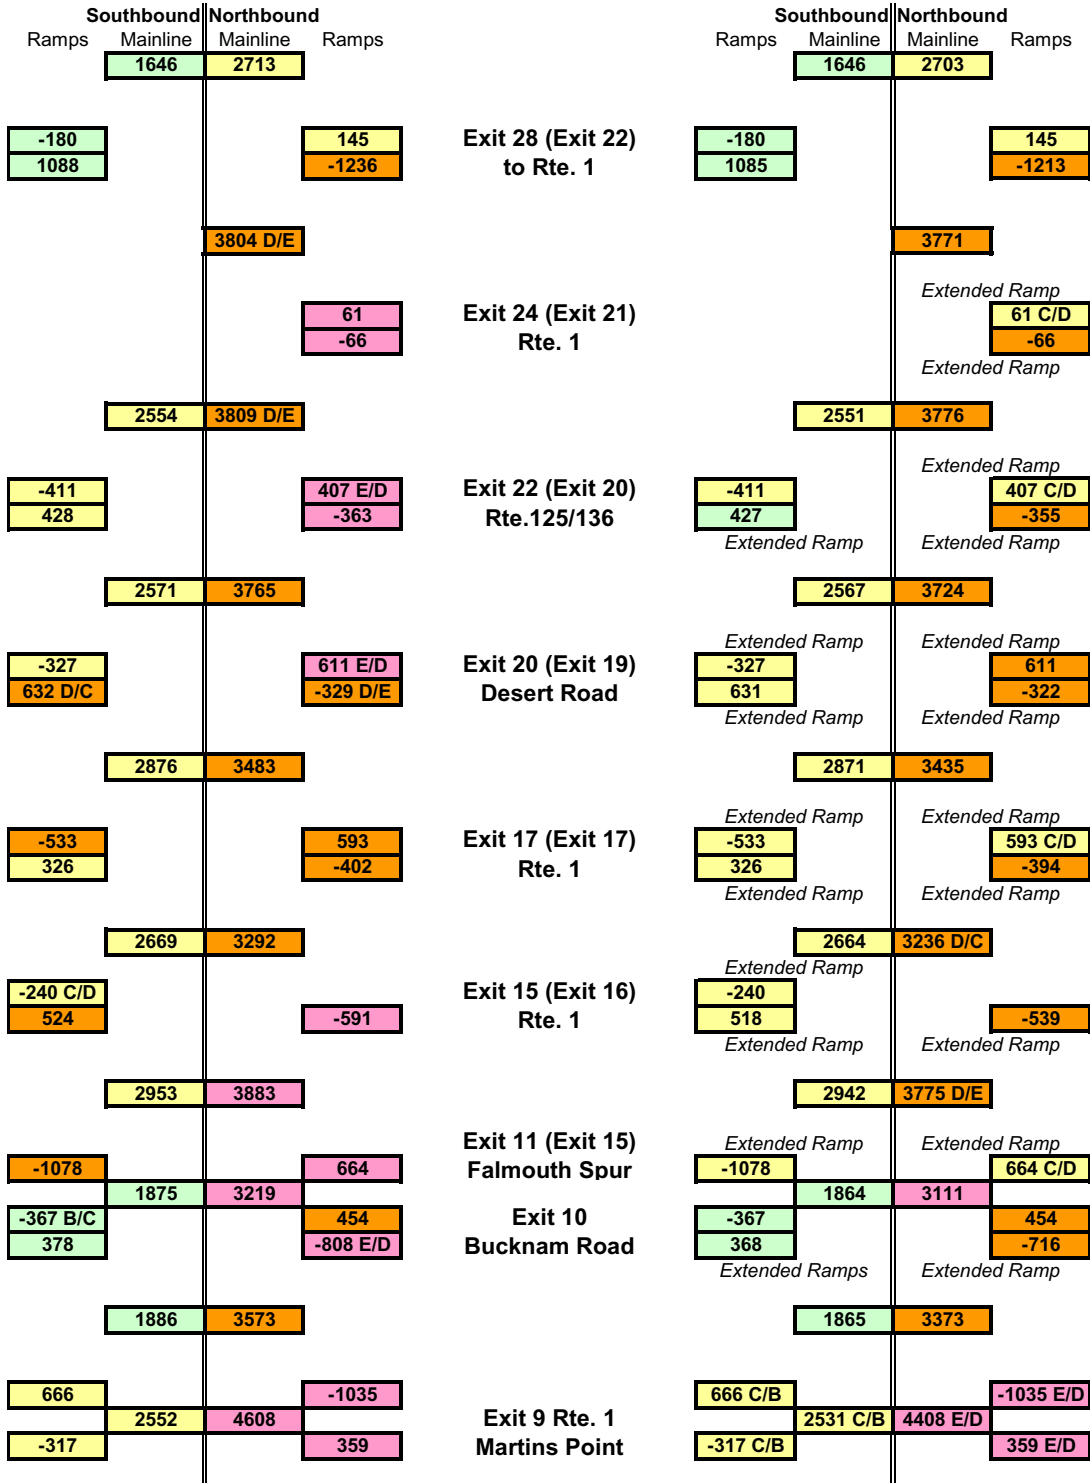 Southbound Northbound Southbound Northbound
Ramps Mainline Mainline Ramps Ramps Mainline Mainline Ramps
1646 2713 1646 2703
-180 145 Exit 28 (Exit 22) -180 145
1088 -1236 to Rte. 1 1085 -1213
3804 D/E 3771
Extended Ramp
61 Exit 24 (Exit 21) 61 C/D
-66 Rte. 1 -66
Extended Ramp
2554 3809 D/E 2551 3776
Extended Ramp
-411 407 E/D Exit 22 (Exit 20) -411 407 C/D
428 -363 Rte.125/136 427 -355
Extended Ramp Extended Ramp
2571 3765 2567 3724
Extended Ramp Extended Ramp
-327 611 E/D Exit 20 (Exit 19) -327 611
632 D/C -329 D/E Desert Road 631 -322
Extended Ramp Extended Ramp
2876 3483 2871 3435
Extended Ramp Extended Ramp
-533 593 Exit 17 (Exit 17) -533 593 C/D
326 -402 Rte. 1 326 -394
Extended Ramp Extended Ramp
2669 3292 2664 3236 D/C
Extended Ramp
-240 C/D Exit 15 (Exit 16) -240
524 -591 Rte. 1 518 -539
Extended Ramp Extended Ramp
2953 3883 2942 3775 D/E
Exit 11 (Exit 15) Extended Ramp Extended Ramp
-1078 664 Falmouth Spur -1078 664 C/D
1875 3219 1864 3111
-367 B/C 454 Exit 10 -367 454
378 -808 E/D Bucknam Road 368 -716
Extended Ramps Extended Ramp
1886 3573 1865 3373
666 -1035 666 C/B -1035 E/D
2552 4608 Exit 9 Rte. 1 2531 C/B 4408 E/D
-317 359 Martins Point -317 C/B 359 E/D